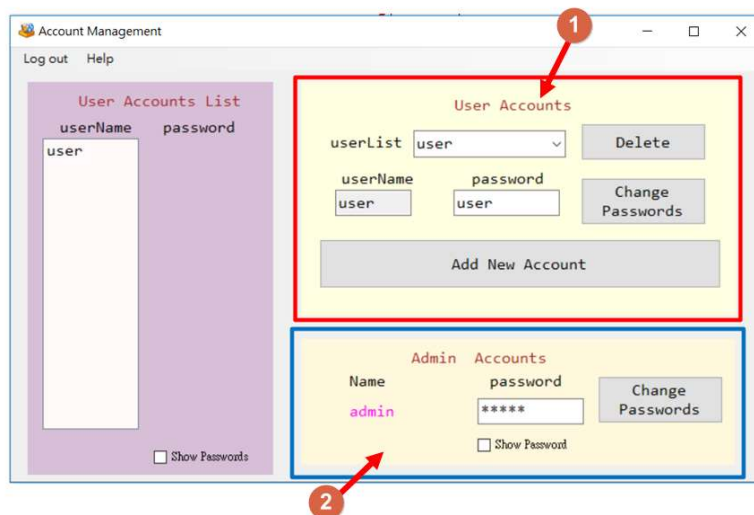 1
Account Management
Log out Help
User Accounts List
userName password
user
Show Passwords
User Accounts
userList user Delete
userName password
user user Change Passwords
Add New Account
Admin Accounts
Name password
admin ***** Change Passwords
Show Password
2